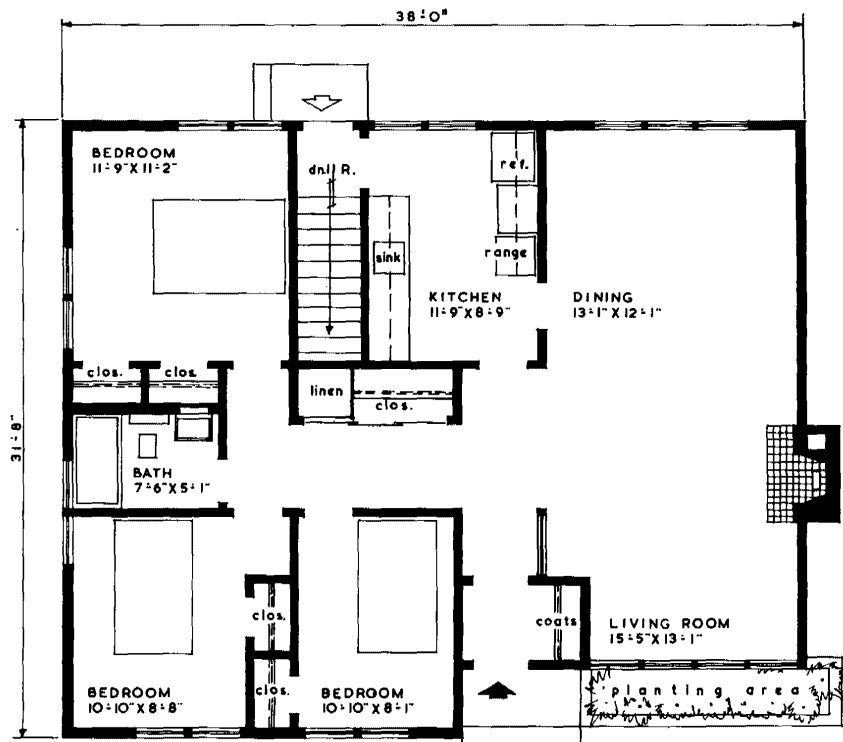 38'-0"
BEDROOM
11'-9" X 11'-2"
dn.11 R.
ref.
sink
range
KITCHEN
11'-9" X 8'-9"
DINING
13'-1" X 12'-1"
clos.
clos.
linen
clos.
31'-8"
BATH
7'-6" X 5'-1"
clos.
coats
LIVING ROOM
15'-5" X 13'-1"
BEDROOM
10'-10" X 8'-8"
clos.
BEDROOM
10'-10" X 8'-1"
planting area